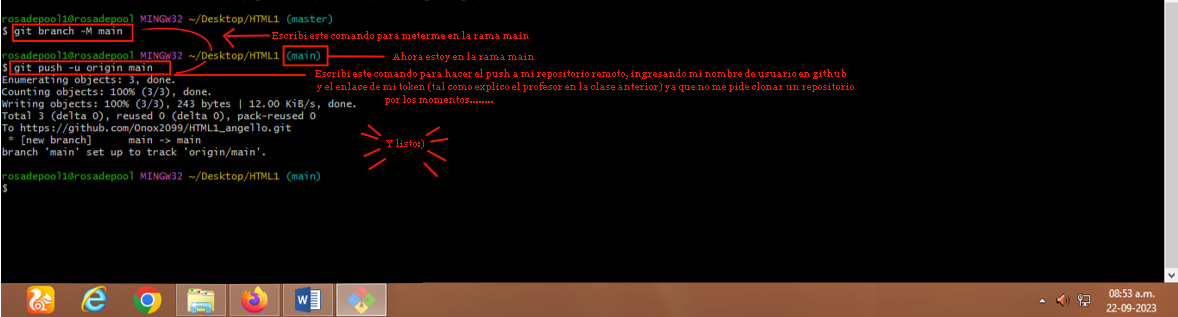 rosadepool1@rosadepool MINGW32 ~/Desktop/HTML1 (master)
$ git branch -M main
Escribi este comando para meterme en la rama main
rosadepool1@rosadepool MINGW32 ~/Desktop/HTML1 (main)
Ahora estoy en la rama main
$ git push -u origin main
Escribi este comando para hacer el push a mi repositorio remoto, ingresando mi nombre de usuario en github
y el enlace de mi token (tal como explico el profesor en la clase anterior) ya que no me pide clonar un repositorio
por los momentos........
Enumerating objects: 3, done.
Counting objects: 100% (3/3), done.
Writing objects: 100% (3/3), 243 bytes | 12.00 KiB/s, done.
Total 3 (delta 0), reused 0 (delta 0), pack-reused 0
To https://github.com/Onox2099/HTML1_angello.git
* [new branch] main -> main
branch 'main' set up to track 'origin/main'.
Y listo:)
rosadepool1@rosadepool MINGW32 ~/Desktop/HTML1 (main)
$
08:53 a.m.
22-09-2023